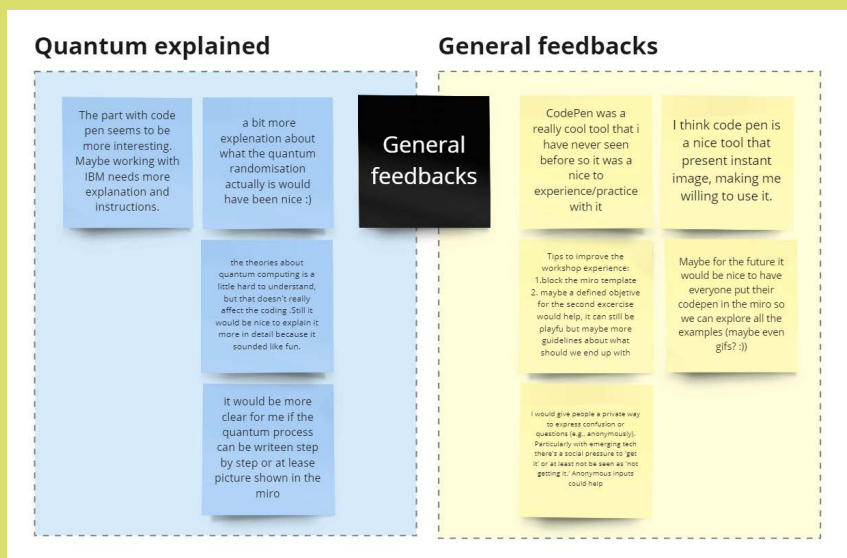 Quantum explained
The part with code
pen seems to be
more interesting.
Maybe working with
IBM needs more
explanation and
instructions.
a bit more
explenation about
what the quantum
randomisation
actually is would
have been nice :)
the theories about
quantum computing is a
little hard to understand,
but that doesn't really
affect the coding .Still it
would be nice to explain it
more in detail because it
sounded like fun.
it would be more
clear for me if the
quantum process
can be writeen step
by step or at lease
picture shown in the
miro
General
feedbacks
General feedbacks
CodePen was a
really cool tool that i
have never seen
before so it was a
nice to
experience/practice
with it
I think code pen is
a nice tool that
present instant
image, making me
willing to use it.
Tips to improve the
workshop experience:
1.block the miro template
2. maybe a defined objetive
for the second excercise
would help, it can still be
playfu but maybe more
guidelines about what
should we end up with
Maybe for the future it
would be nice to have
everyone put their
codepen in the miro so
we can explore all the
examples (maybe even
gifs? :))
I would give people a private way
to express confusion or
questions (e.g., anonymously).
Particularly with emerging tech
there's a social pressure to 'get
it' or at least not be seen as 'not
getting it.' Anonymous inputs
could help